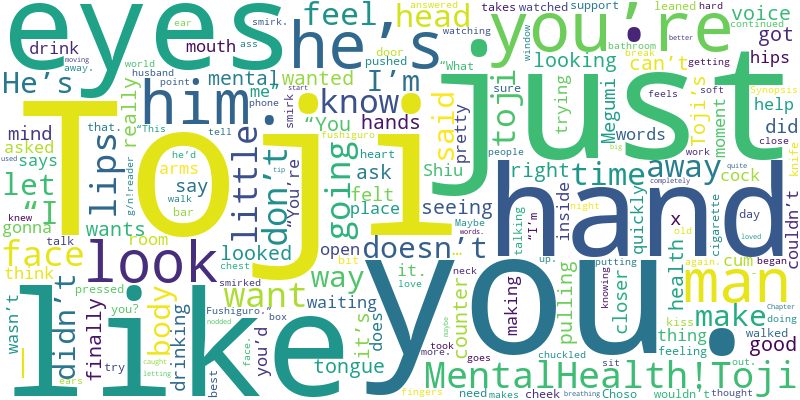 eyes
he's
you're
feel,
head
takes
watched
support
leaned
hard
answered
watching
voice
continued
got
ear
smirk.
drink
mouth
ass
door
pushed
bathroom
better
window
hips
moving
away.
He's
world
husband
point
mental
wanted
I'm
looking
can't
break
getting
me"
"What
just
him.
know
toji
trying
Megumi
sure
soft
Synopsis
phone
start
smirk
feels
Toji's
moment
help
really
"You
hands
said
pretty
words
did
close
mind
that.
"This
tell
fushiguro
people
work
quite
asked
he'd
heart
Shiu
right
time
away
knife
says
g/n!reader
arms
little
"You're
don't
going
ask
felt
big
completely
let
lips
say
walk
tip
place
seeing
inside
quickly
cock
couldn't
"I
used
knew
bar
Toji
hand
gonna
talk
wants
room
looked
open
doesn't
Maybe
words.
talking
"I'm
night
x
day
loved
face
look
chest
smirked
bit
…
it.
up.
cigarette
old
think
pressed
want
way
love
neck
counter
making
pulling
putting
closer
knowing
health
cum
again.
began
man
wasn't
didn't
you?
body
Fushiguro."
waiting
kiss
make
Chapter
doing
finally
drinking
you'd
box
it's
does
took
more.
goes
chuckled
feeling
thing
walked
good
like
you.
—
try
ears
best
nodded
face.
caught
letting
tongue
maybe
fingers
need
makes
cheek
breathing
sit
Choso
wouldn't
out.
thought
MentalHealth!Toji